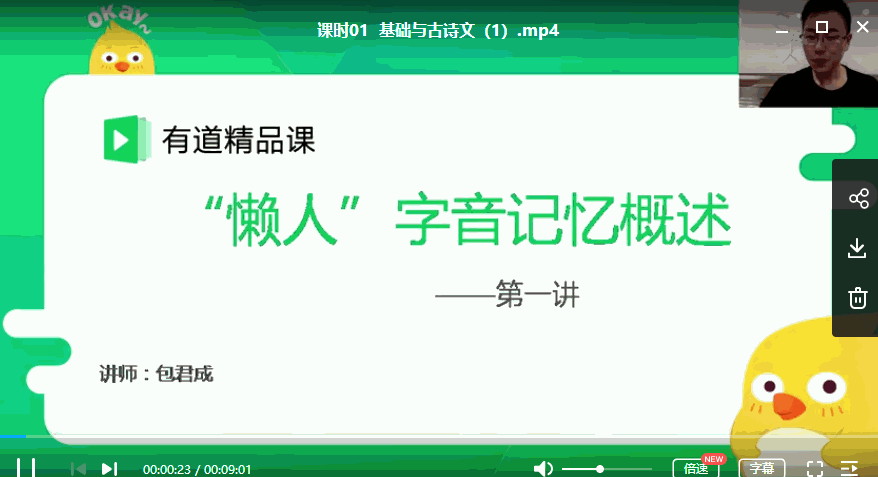 OKay~
课时01 基础与古诗文（1）.mp4
有道精品课
“懒人”字音记忆概述
——第一讲
讲师：包君成
00:00:23 / 00:09:01
倍速
NEW
字幕